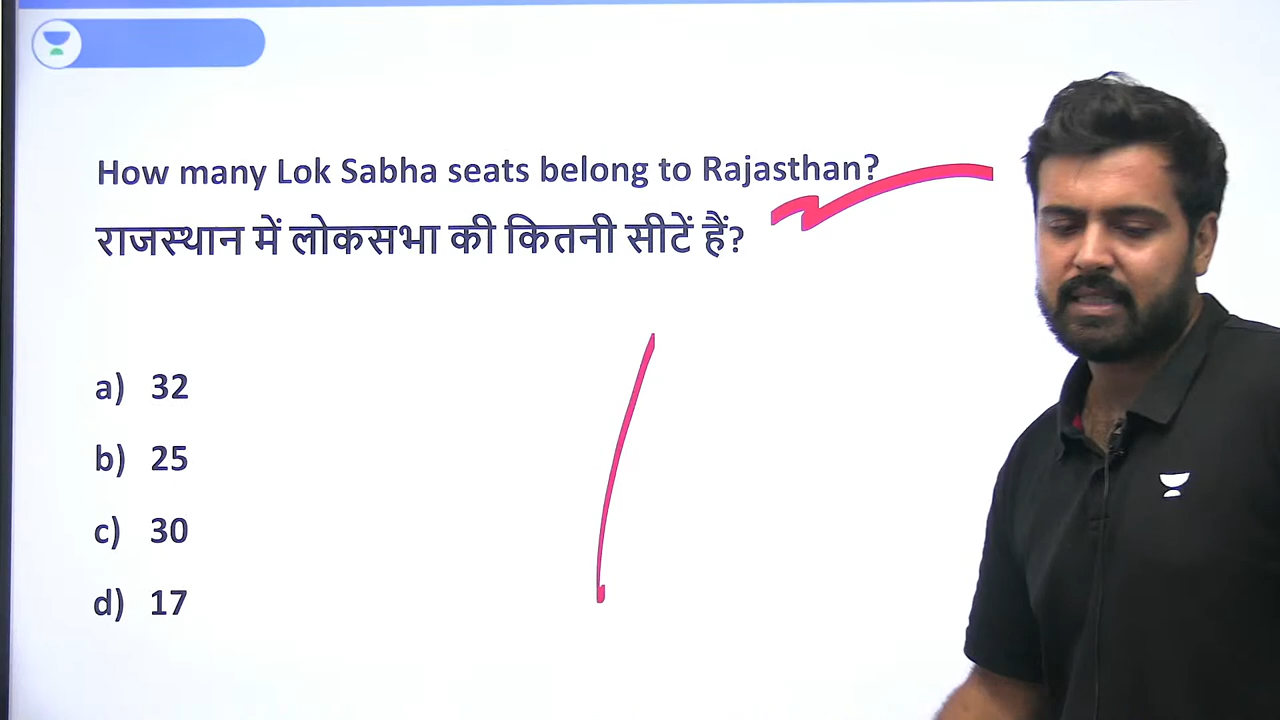 How many Lok Sabha seats belong to Rajasthan?
राजस्थान में लोकसभा की कितनी सीटें हैं?
a) 32
b) 25
c) 30
d) 17